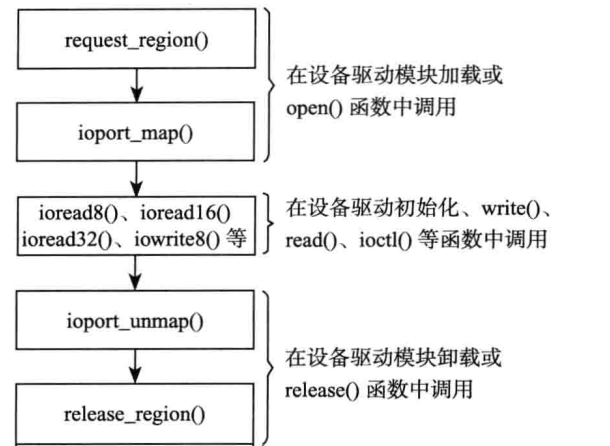 request_region()
在设备驱动模块加载或
open() 函数中调用
ioport_map()
ioread8()、ioread16()
ioread32()、iowrite8() 等
在设备驱动初始化、write()、
read()、ioctl() 等函数中调用
ioport_unmap()
在设备驱动模块卸载或
release() 函数中调用
release_region()